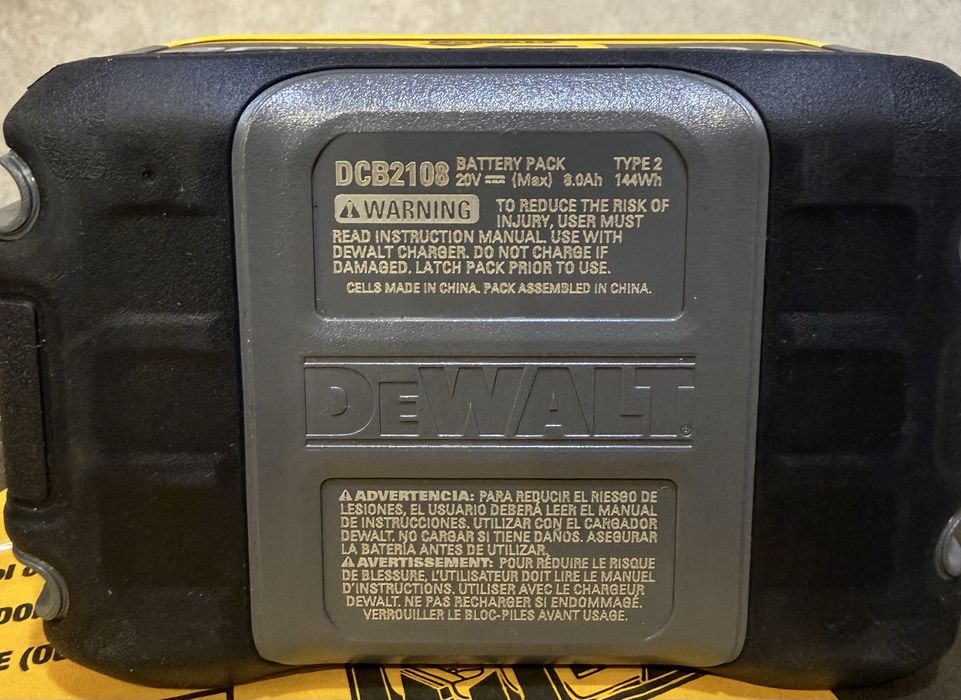 DCB2108 BATTERY PACK TYPE 2
20V ⎓ (Max) 8.0Ah 144Wh
⚠WARNING TO REDUCE THE RISK OF
INJURY, USER MUST
READ INSTRUCTION MANUAL. USE WITH
DEWALT CHARGER. DO NOT CHARGE IF
DAMAGED. LATCH PACK PRIOR TO USE.
CELLS MADE IN CHINA. PACK ASSEMBLED IN CHINA.
DEWALT®
⚠ADVERTENCIA: PARA REDUCIR EL RIESGO DE
LESIONES, EL USUARIO DEBERÁ LEER EL MANUAL
DE INSTRUCCIONES. UTILIZAR CON EL CARGADOR
DEWALT. NO CARGAR SI TIENE DAÑOS. ASEGURAR
LA BATERÍA ANTES DE UTILIZAR.
⚠AVERTISSEMENT: POUR RÉDUIRE LE RISQUE
DE BLESSURE, L'UTILISATEUR DOIT LIRE LE MANUEL
D'INSTRUCTIONS. UTILISER AVEC LE CHARGEUR
DEWALT. NE PAS RECHARGER SI ENDOMMAGÉ.
VERROUILLER LE BLOC-PILES AVANT USAGE.